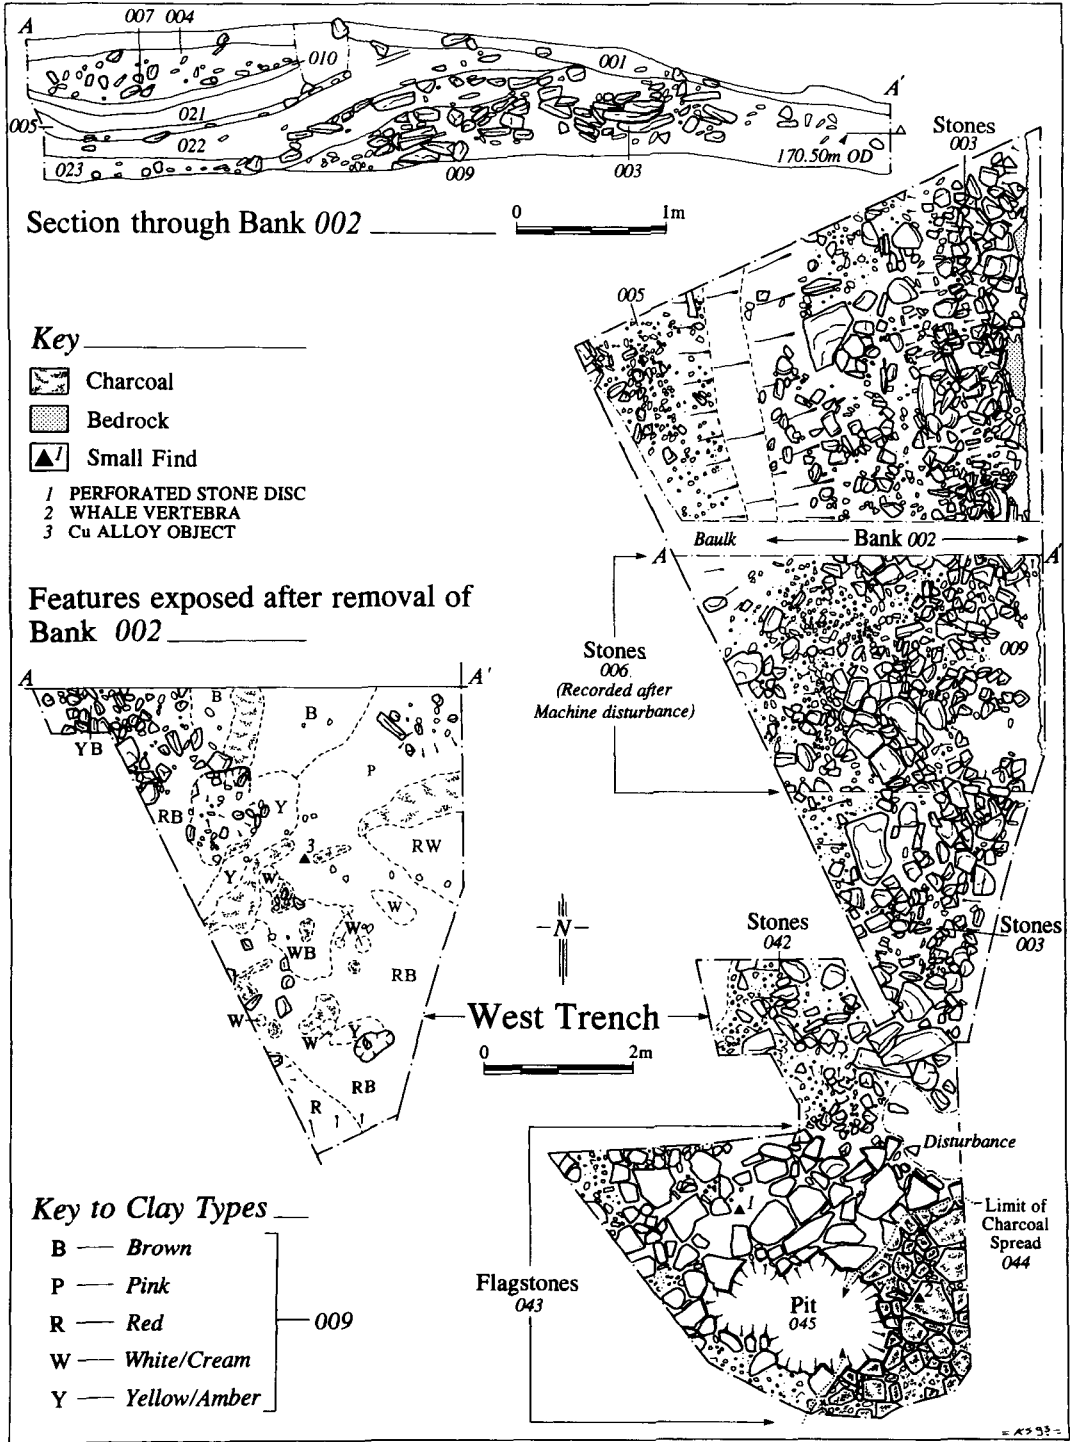 A
007 004
010
001
A'
021
005
022
023
009
003
170.50m OD
Section through Bank 002
0 1m
Stones
003
005
Key
Charcoal
Bedrock
1 Small Find
1 PERFORATED STONE DISC
2 WHALE VERTEBRA
3 Cu ALLOY OBJECT
Baulk
Bank 002
A
A'
Features exposed after removal of
Bank 002
Stones
006
(Recorded after
Machine disturbance)
009
A
A'
B
B
YB
P
RB
Y
3
RW
Y
W
W
W
WB
RB
W
W
Y
RB
R
N
Stones
042
Stones
003
West Trench
0 2m
Disturbance
1
Limit of
Charcoal
Spread
044
Flagstones
043
Pit
045
2
Key to Clay Types
B — Brown
P — Pink
R — Red
W — White/Cream
Y — Yellow/Amber
009
= KS 93 =